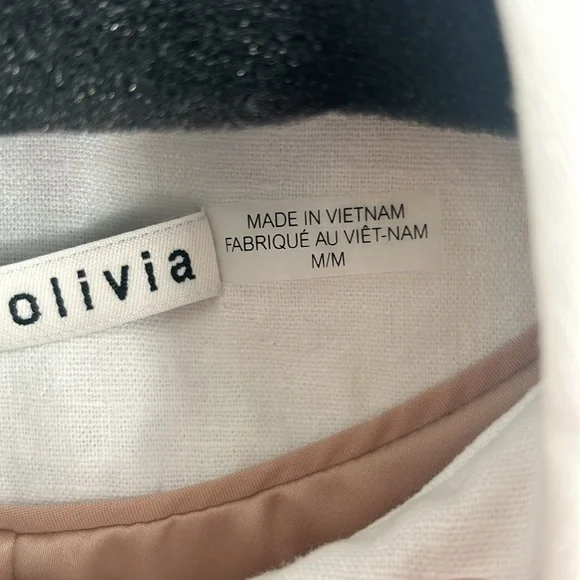 olivia
MADE IN VIETNAM
FABRIQUÉ AU VIÊT-NAM
M/M